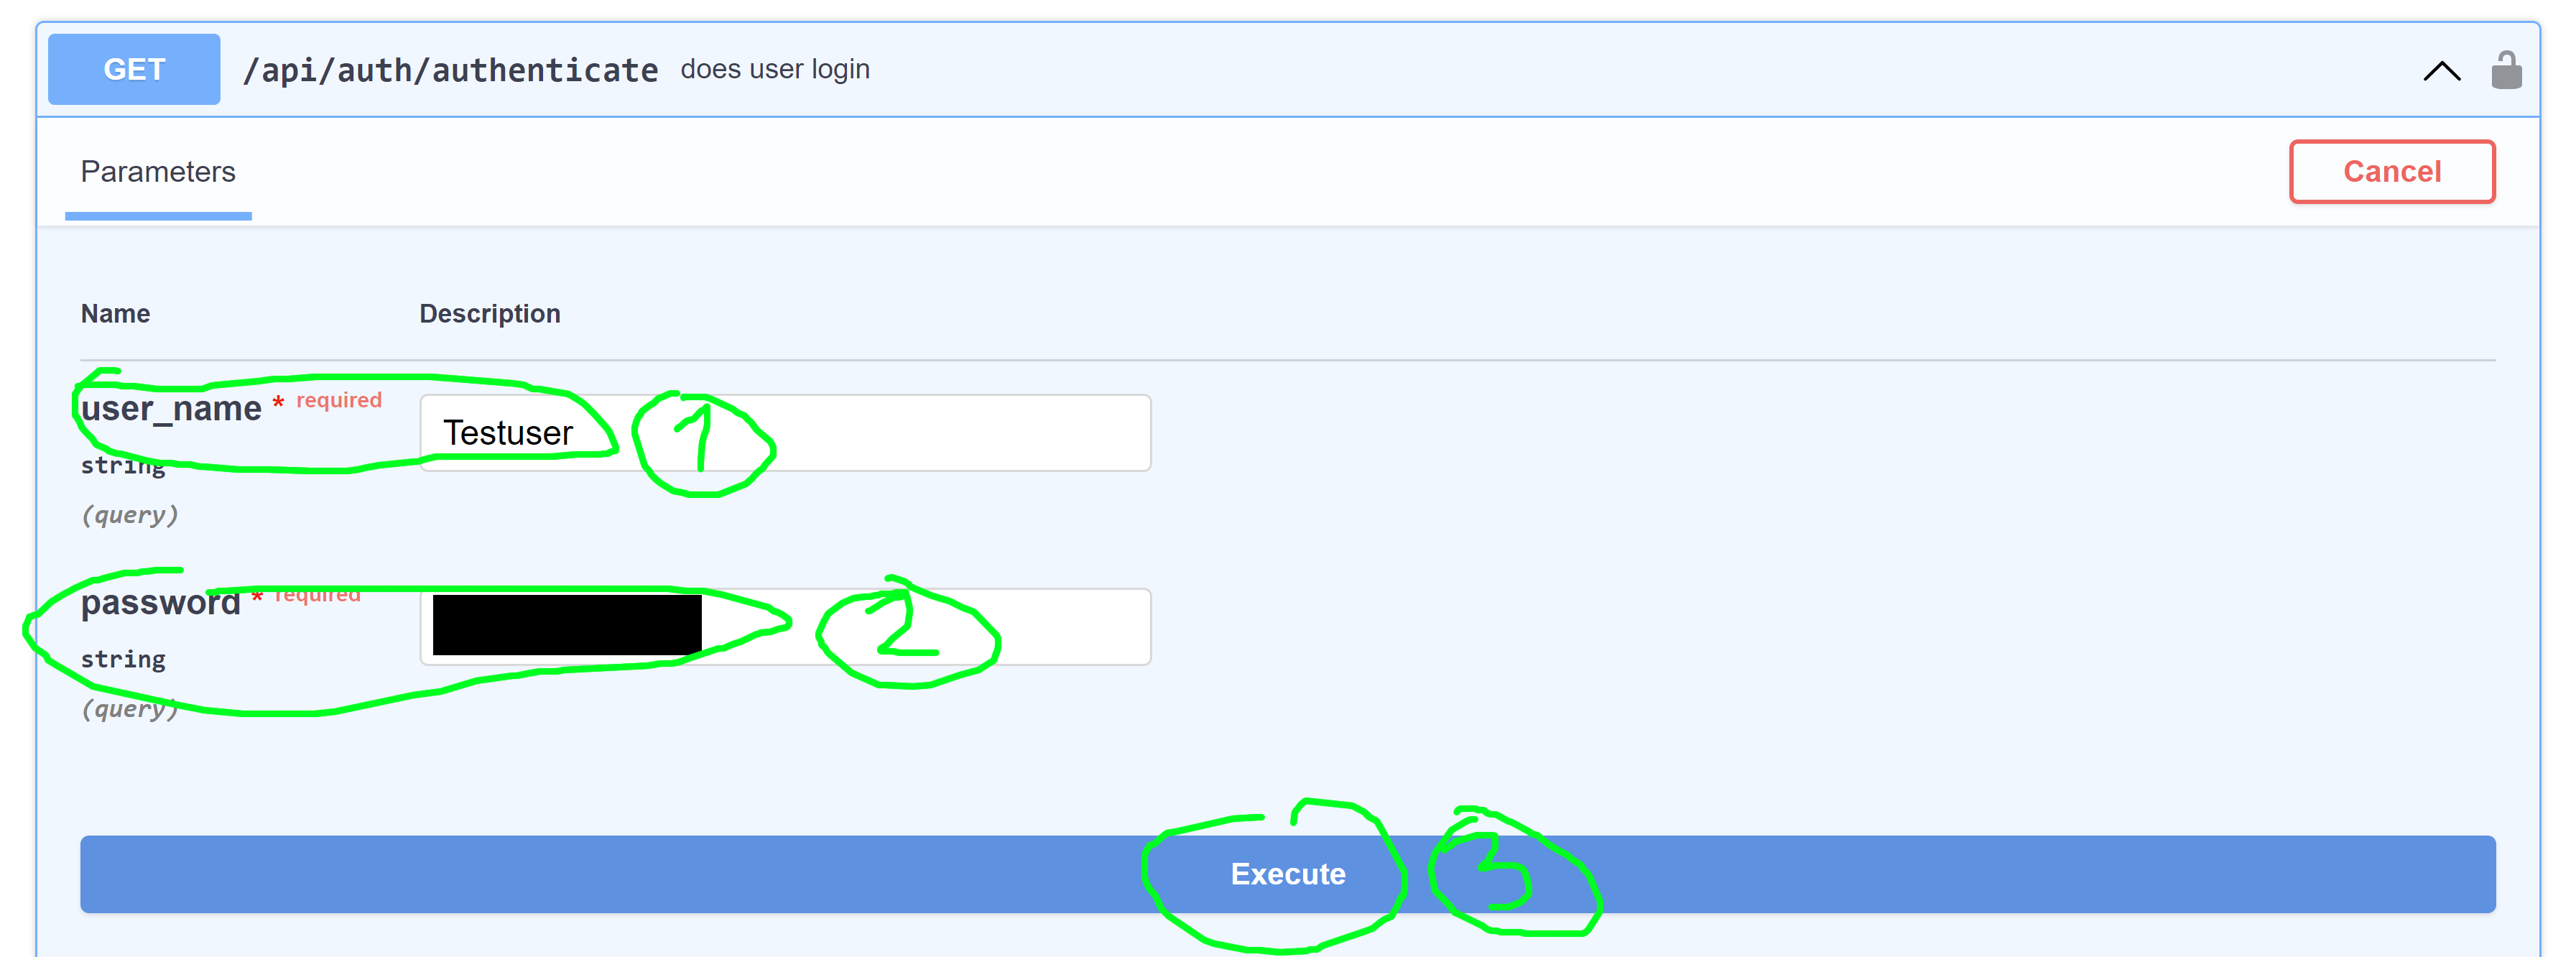 GET /api/auth/authenticate does user login
Parameters
Cancel
Name Description
user_name * required
Testuser
1
string
(query)
password * required
2
string
(query)
Execute
3